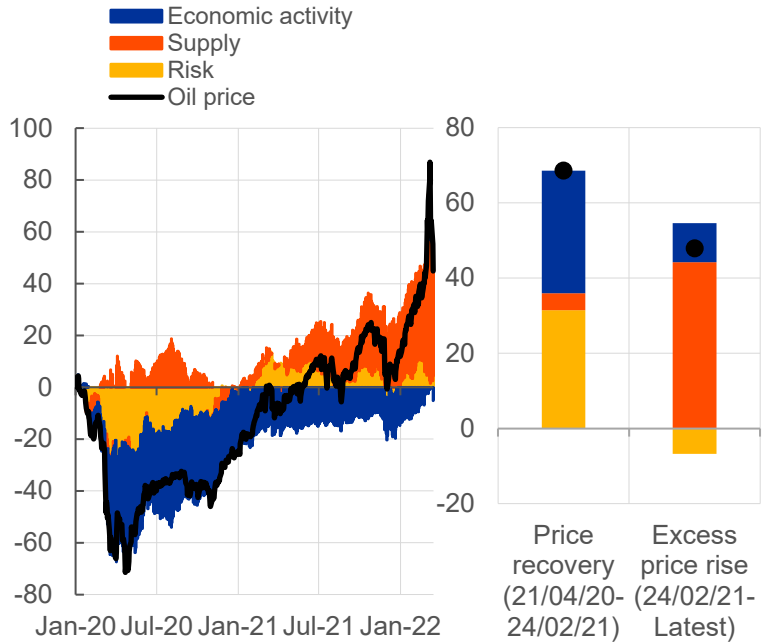 Economic activity
Supply
Risk
Oil price
100
80
60
40
20
0
-20
-40
-60
-80
Jan-20 Jul-20 Jan-21 Jul-21 Jan-22
80
60
40
20
0
-20
Price
recovery
(21/04/20-
24/02/21)
Excess
price rise
(24/02/21-
Latest)